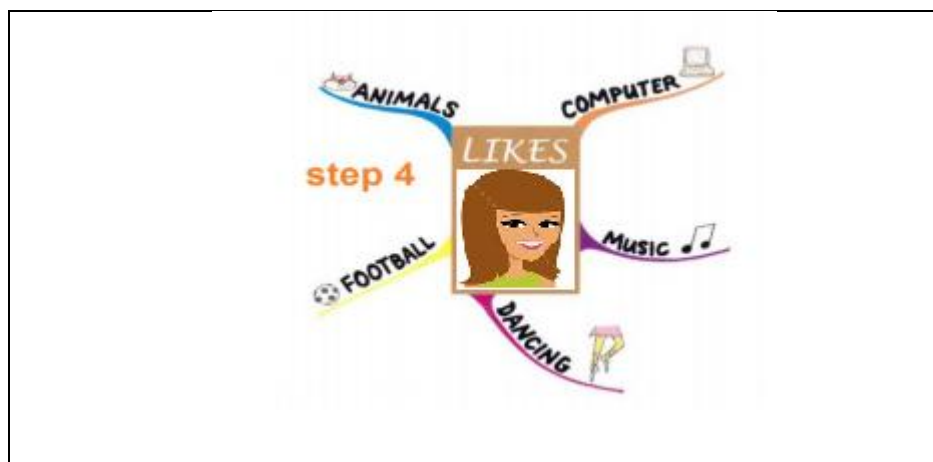 ANIMALS
COMPUTER
LIKES
step 4
FOOTBALL
MUSIC
DANCING